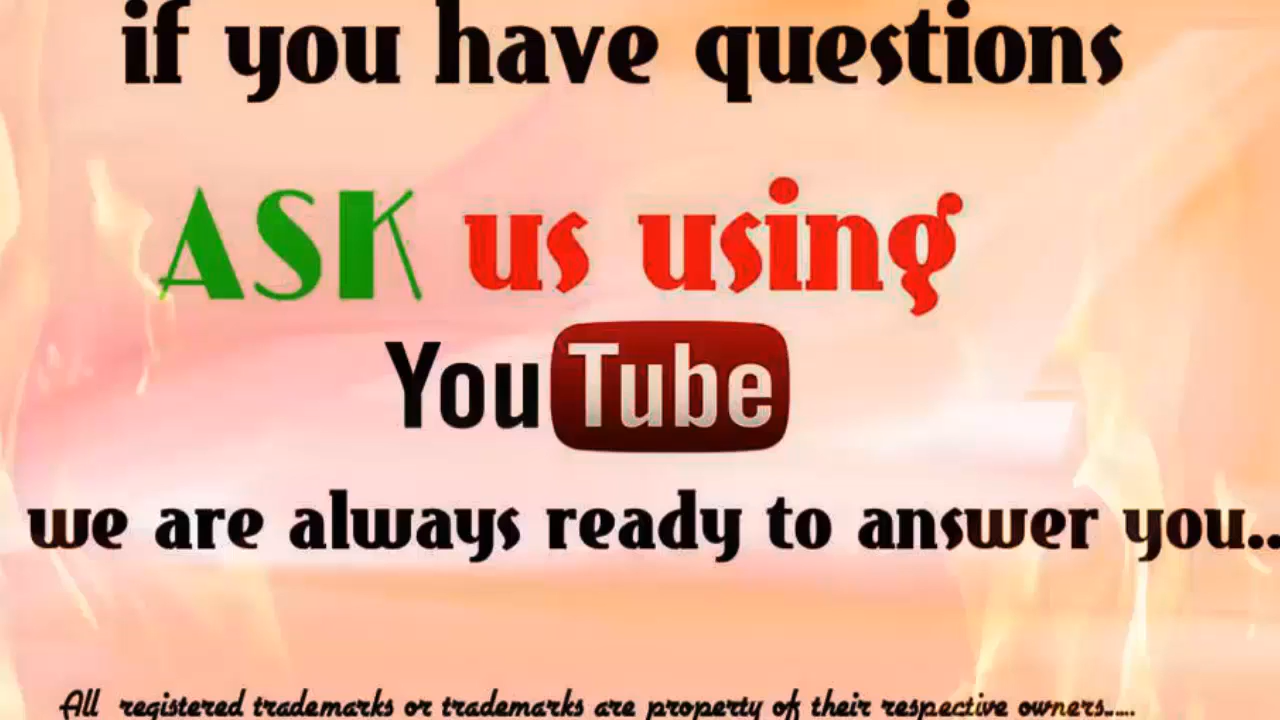 if you have questions
ASK us using
YouTube
we are always ready to answer you..
All registered trademarks or trademarks are property of their respective owners.....